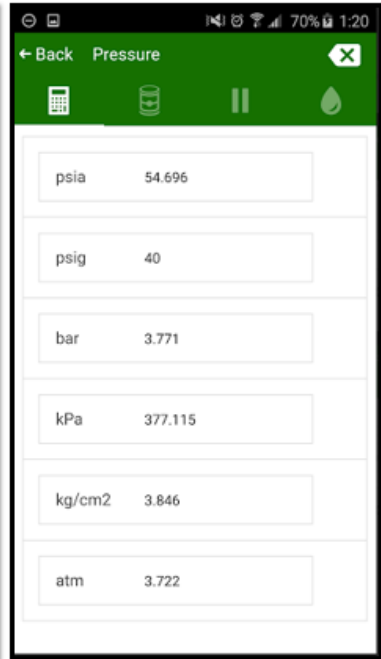 70% 1:20
← Back Pressure
psia 54.696
psig 40
bar 3.771
kPa 377.115
kg/cm2 3.846
atm 3.722